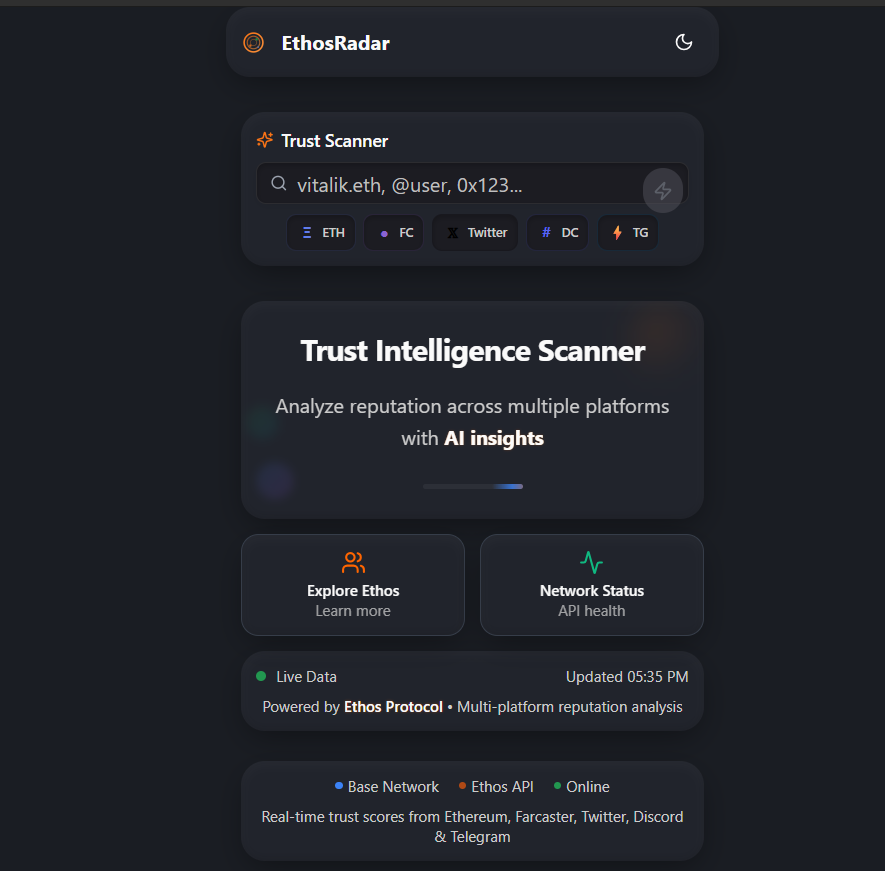 EthosRadar
Trust Scanner
vitalik.eth, @user, 0x123...
Ξ ETH
FC
X Twitter
# DC
TG
Trust Intelligence Scanner
Analyze reputation across multiple platforms
with AI insights
Explore Ethos
Learn more
Network Status
API health
Live Data
Updated 05:35 PM
Powered by Ethos Protocol • Multi-platform reputation analysis
Base Network
Ethos API
Online
Real-time trust scores from Ethereum, Farcaster, Twitter, Discord
& Telegram